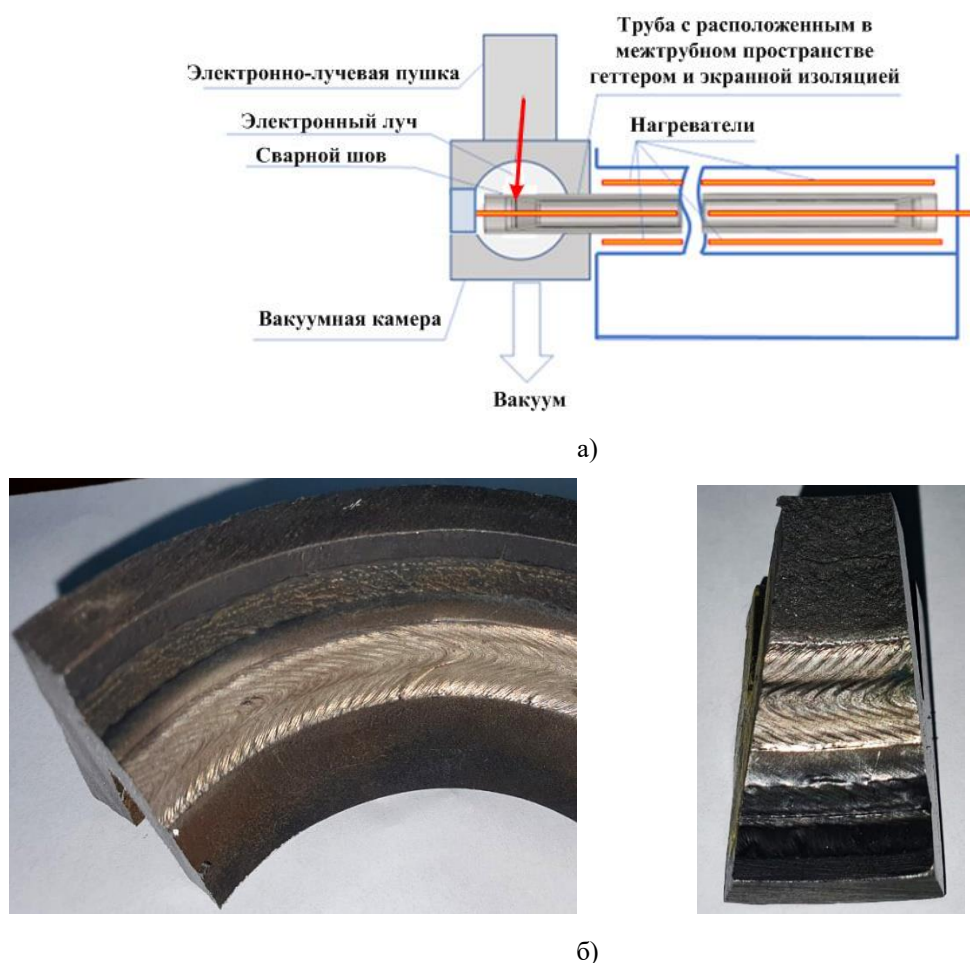 Труба с расположенным в
межтрубном пространстве
геттером и экранной изоляцией
Электронно-лучевая пушка
Электронный луч
Нагреватели
Сварной шов
Вакуумная камера
Вакуум
а)
б)